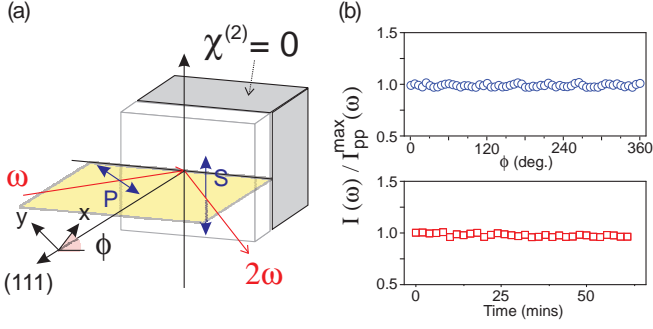 (a)
χ(2) = 0
ω
P
S
y
x
ϕ
(111)
2ω
(b)
I (ω) / I max pp (ω)
1.5
1.0
0.5
0 120 240 360
ϕ (deg.)
1.5
1.0
0.5
0 25 50
Time (mins)